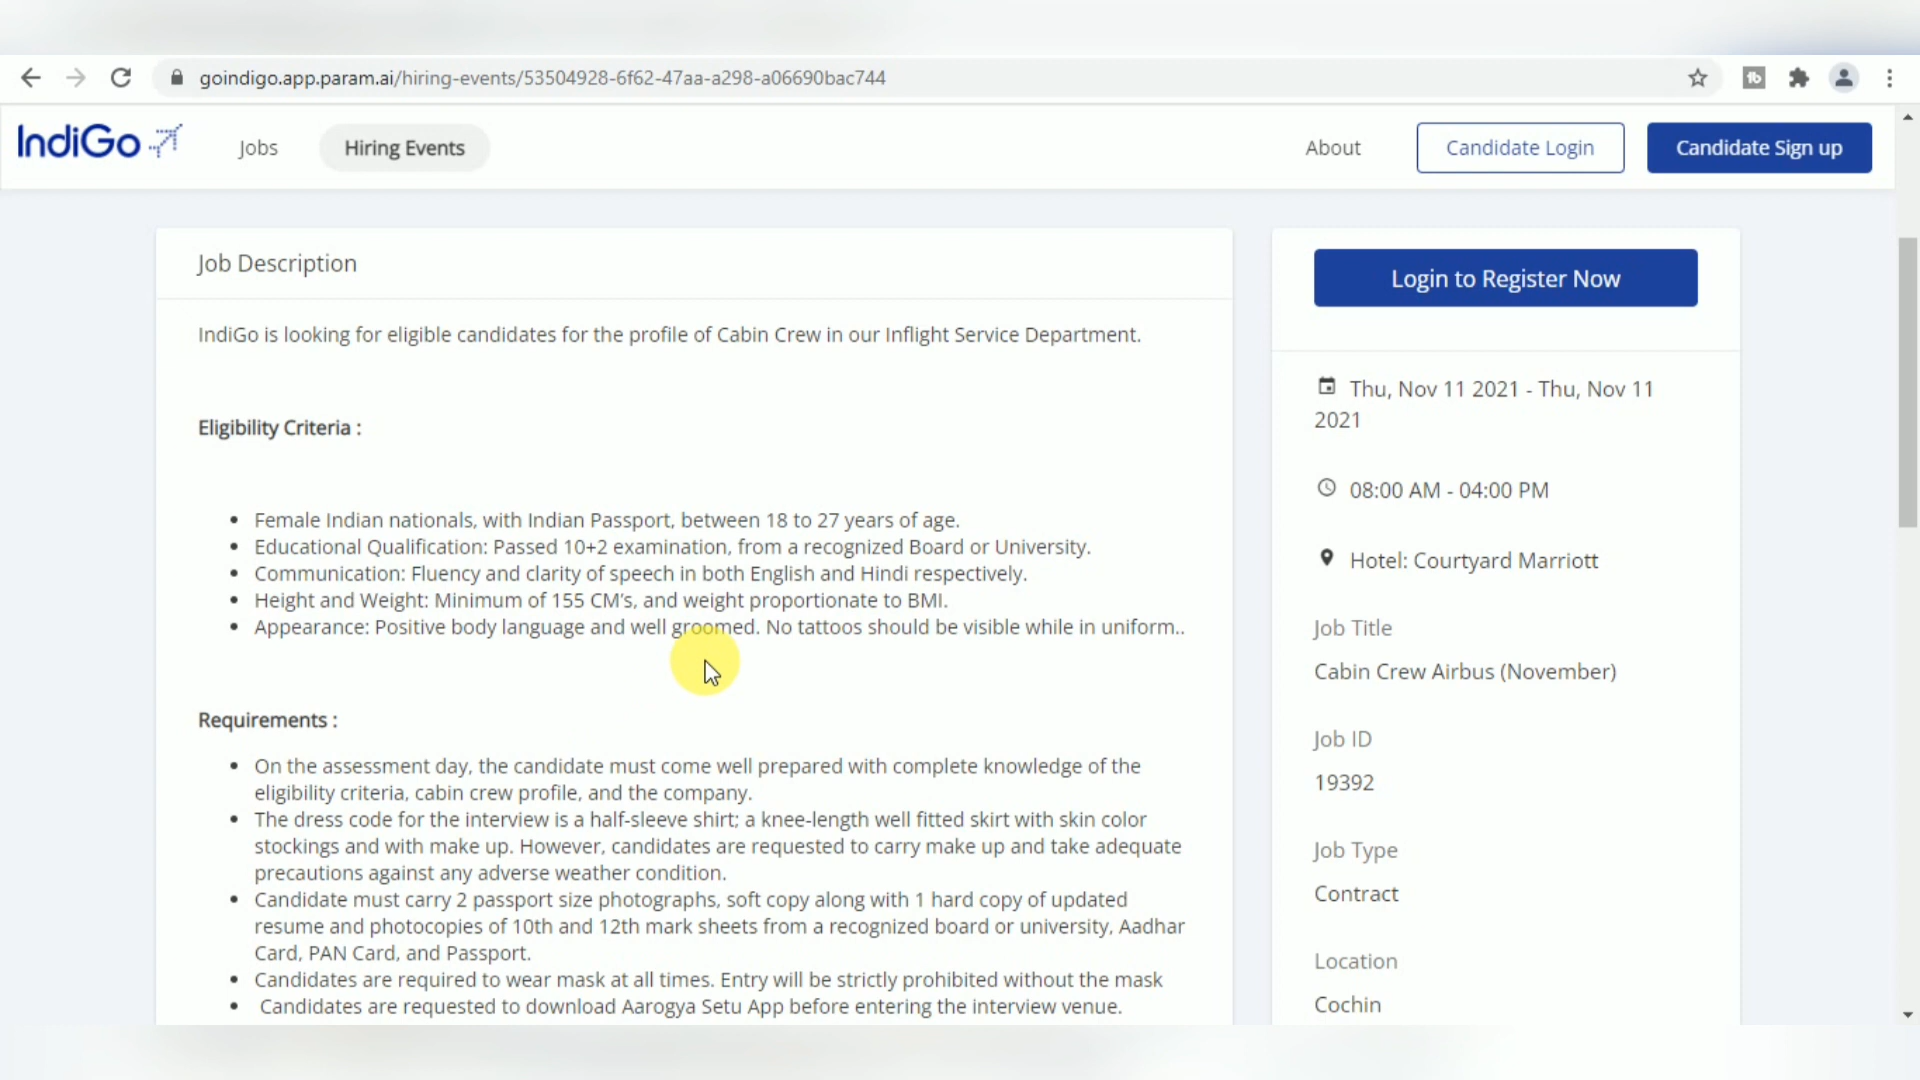 goindigo.app.param.ai/hiring-events/53504928-6f62-47aa-a298-a06690bac744
IndiGo
Jobs
Hiring Events
About
Candidate Login
Candidate Sign up
Job Description
IndiGo is looking for eligible candidates for the profile of Cabin Crew in our Inflight Service Department.
Eligibility Criteria :
Female Indian nationals, with Indian Passport, between 18 to 27 years of age.
Educational Qualification: Passed 10+2 examination, from a recognized Board or University.
Communication: Fluency and clarity of speech in both English and Hindi respectively.
Height and Weight: Minimum of 155 CM's, and weight proportionate to BMI.
Appearance: Positive body language and well groomed. No tattoos should be visible while in uniform..
Requirements :
On the assessment day, the candidate must come well prepared with complete knowledge of the
eligibility criteria, cabin crew profile, and the company.
The dress code for the interview is a half-sleeve shirt; a knee-length well fitted skirt with skin color
stockings and with make up. However, candidates are requested to carry make up and take adequate
precautions against any adverse weather condition.
Candidate must carry 2 passport size photographs, soft copy along with 1 hard copy of updated
resume and photocopies of 10th and 12th mark sheets from a recognized board or university, Aadhar
Card, PAN Card, and Passport.
Candidates are required to wear mask at all times. Entry will be strictly prohibited without the mask
Candidates are requested to download Aarogya Setu App before entering the interview venue.
Login to Register Now
Thu, Nov 11 2021 - Thu, Nov 11
2021
08:00 AM - 04:00 PM
Hotel: Courtyard Marriott
Job Title
Cabin Crew Airbus (November)
Job ID
19392
Job Type
Contract
Location
Cochin